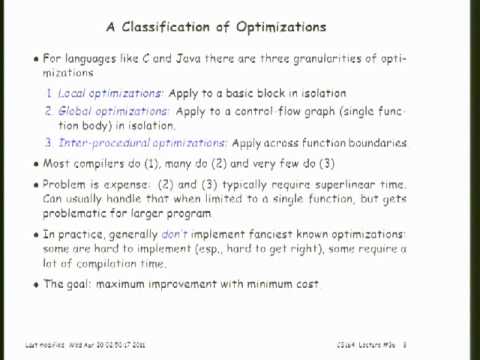 A Classification of Optimizations
• For languages like C and Java there are three granularities of opti-
mizations
1. Local optimizations: Apply to a basic block in isolation
2. Global optimizations: Apply to a control-flow graph (single func-
tion body) in isolation.
3. Inter-procedural optimizations: Apply across function boundaries.
• Most compilers do (1), many do (2) and very few do (3)
• Problem is expense: (2) and (3) typically require superlinear time.
Can usually handle that when limited to a single function, but gets
problematic for larger program
• In practice, generally don't implement fanciest known optimizations:
some are hard to implement (esp., hard to get right), some require a
lot of compilation time.
• The goal: maximum improvement with minimum cost.
Last modified: Wed Apr 20 02:50:17 2011
CS164: Lecture #36